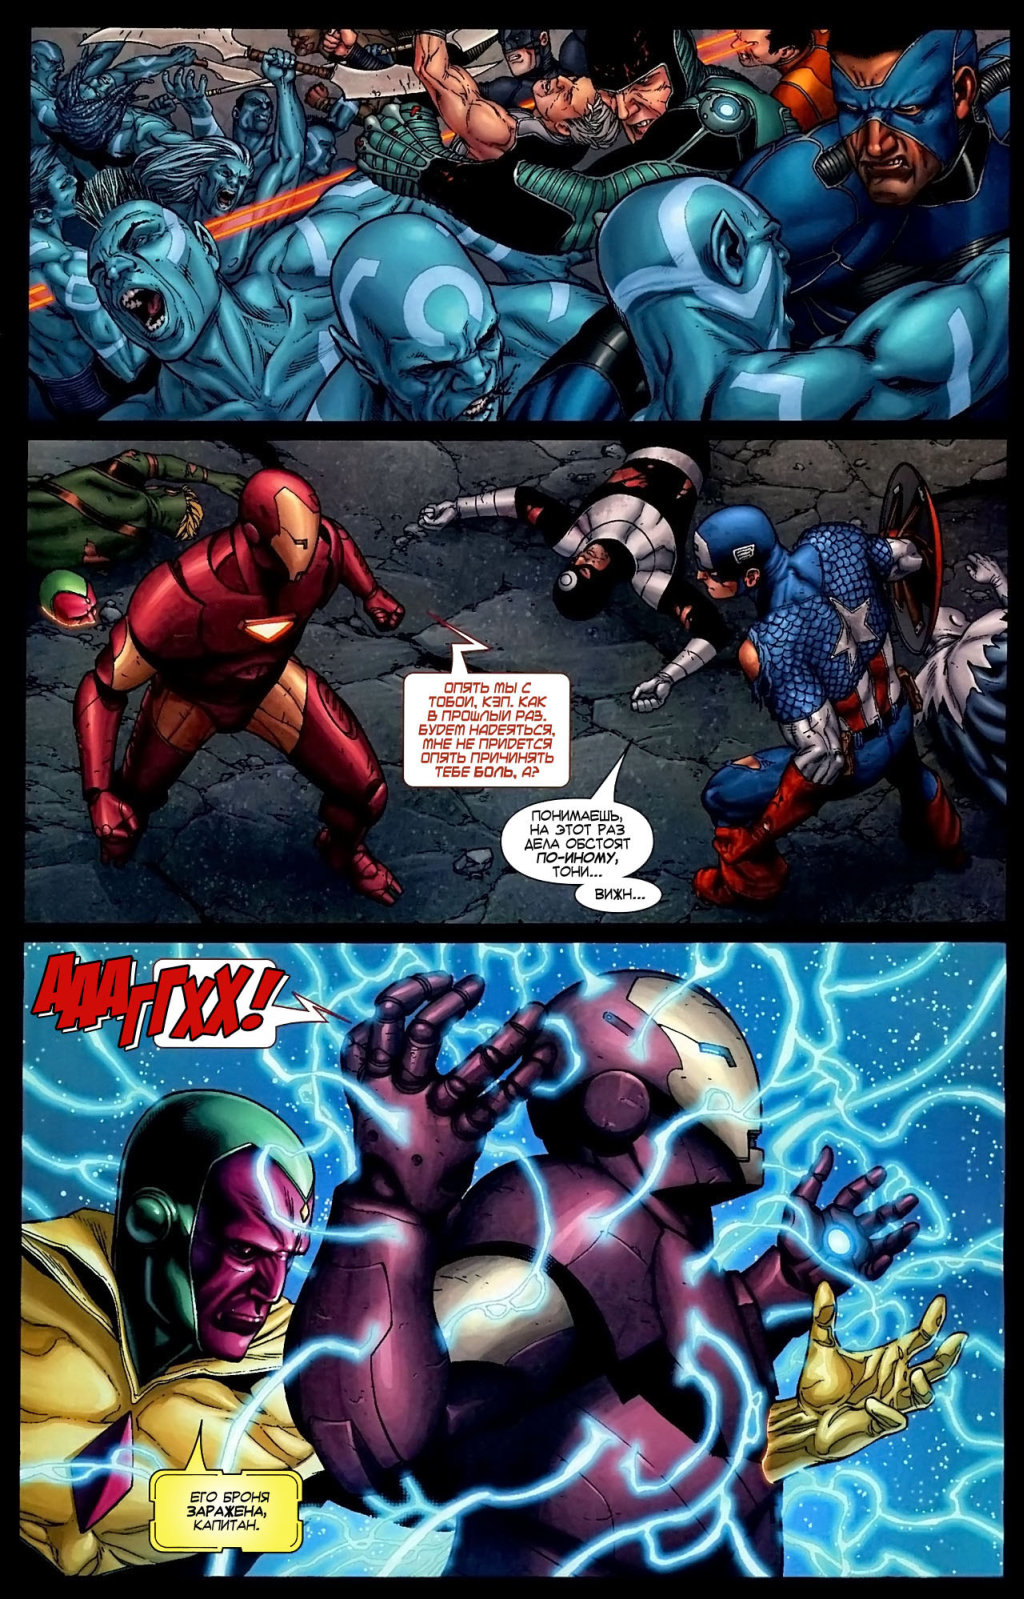 ОПЯТЬ МЫ С
ТОБОЙ, КЭП. КАК
В ПРОШЛЫЙ РАЗ.
БУДЕМ НАДЕЯТЬСЯ,
МНЕ НЕ ПРИДЕТСЯ
ОПЯТЬ ПРИЧИНЯТЬ
ТЕБЕ БОЛЬ, А?
ПОНИМАЕШЬ,
НА ЭТОТ РАЗ
ДЕЛА ОБСТОЯТ
ПО-ИНОМУ,
ТОНИ...
ВИЖН...
АААГГХХ!
ЕГО БРОНЯ
ЗАРАЖЕНА,
КАПИТАН.